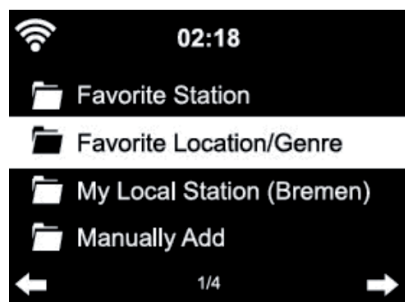 02:18
Favorite Station
Favorite Location/Genre
My Local Station (Bremen)
Manually Add
1/4